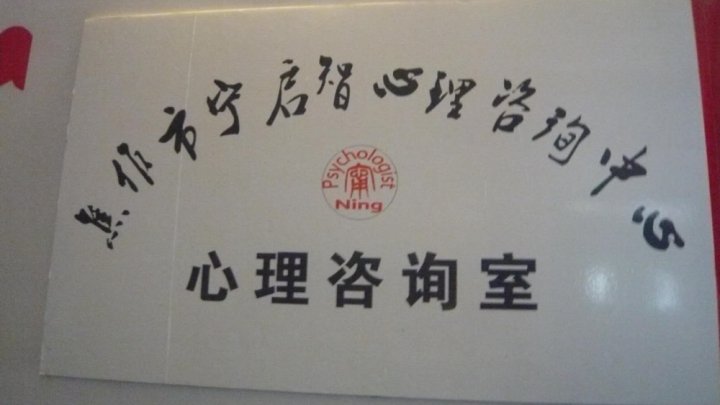 焦作市宁启智心理咨询中心
Psychologist
甯
Ning
心理咨询室